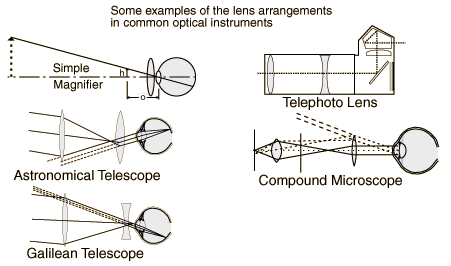 Some examples of the lens arrangements
in common optical instruments
Simple
Magnifier
h
o
Telephoto Lens
Astronomical Telescope
Compound Microscope
Galilean Telescope